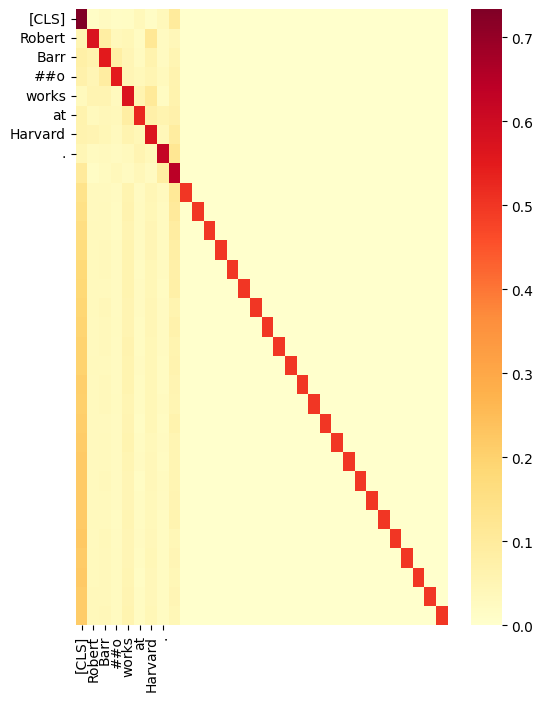 [CLS]
Robert
Barr
##o
works
at
Harvard
.
0.7
0.6
0.5
0.4
0.3
0.2
0.1
0.0
[CLS]
Robert
Barr
##o
works
at
Harvard
.